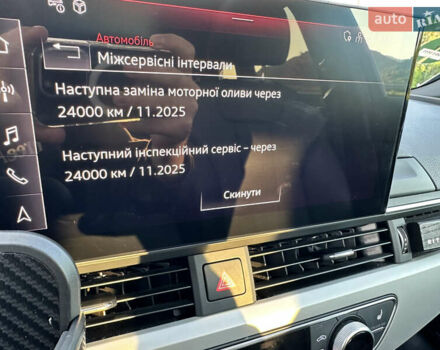 RIA
Автомобіль
Міжсервісні інтервали
Наступна заміна моторної оливи через
24000 км / 11.2025
Наступний інспекційний сервіс – через
24000 км / 11.2025
Скинути